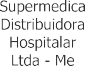 Supermedica
Distribuidora
Hospitalar
Ltda - Me